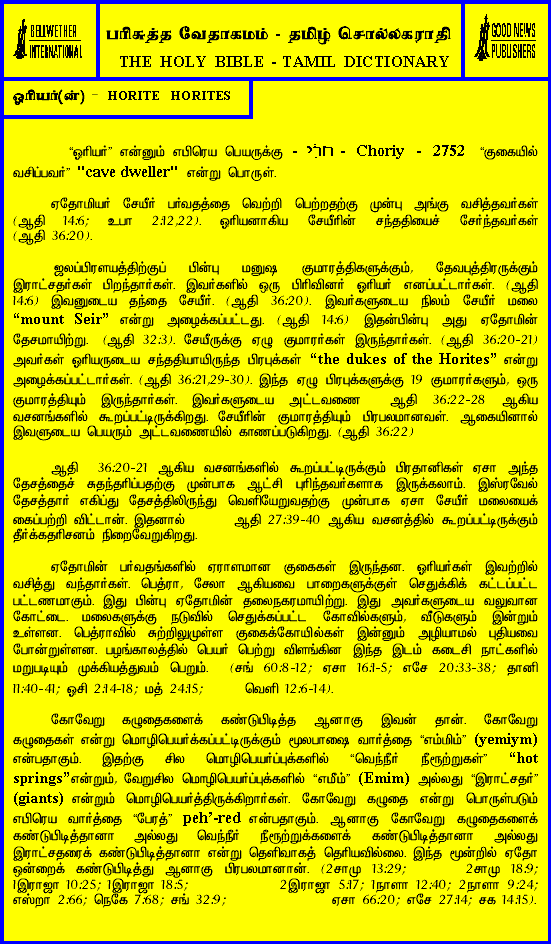 BELLWETHER
INTERNATIONAL
பரிசுத்த வேதாகமம் - தமிழ் சொல்லகராதி
THE HOLY BIBLE - TAMIL DICTIONARY
GOOD NEWS
PUBLISHERS
ஓரியர்(ன்) - HORITE HORITES
“ஓரியர்” என்னும் எபிரெய பெயருக்கு - חֹרִי - Choriy - 2752 “குகையில்
வசிப்பவர்” "cave dweller" என்று பொருள்.
ஏதோமியர் சேயீர் பர்வதத்தை வெற்றி பெற்றதற்கு முன்பு அங்கு வசித்தவர்கள்
(ஆதி 14:6; உபா 2:12,22). ஓரியனாகிய சேயீரின் சந்ததியைச் சேர்ந்தவர்கள்
(ஆதி 36:20).
ஜலப்பிரளயத்திற்குப் பின்பு மனுஷ குமாரத்திகளுக்கும், தேவபுத்திரருக்கும்
இராட்சதர்கள் பிறந்தார்கள். இவர்களில் ஒரு பிரிவினர் ஓரியர் எனப்பட்டார்கள். (ஆதி
14:6) இவனுடைய தந்தை சேயீர். (ஆதி 36:20). இவர்களுடைய நிலம் சேயீர் மலை
“mount Seir” என்று அழைக்கப்பட்டது. (ஆதி 14:6) இதன்பின்பு அது ஏதோமின்
தேசமாயிற்று. (ஆதி 32:3). சேயீருக்கு ஏழு குமாரர்கள் இருந்தார்கள். (ஆதி 36:20-21)
அவர்கள் ஓரியருடைய சந்ததியாயிருந்த பிரபுக்கள் “the dukes of the Horites” என்று
அழைக்கப்பட்டார்கள். (ஆதி 36:21,29-30). இந்த ஏழு பிரபுக்களுக்கு 19 குமாரர்களும், ஒரு
குமாரத்தியும் இருந்தார்கள். இவர்களுடைய அட்டவணை ஆதி 36:22-28 ஆகிய
வசனங்களில் கூறப்பட்டிருக்கிறது. சேயீரின் குமாரத்தியும் பிரபலமானவள். ஆகையினால்
இவளுடைய பெயரும் அட்டவணையில் காணப்படுகிறது. (ஆதி 36:22)
ஆதி 36:20-21 ஆகிய வசனங்களில் கூறப்பட்டிருக்கும் பிரதானிகள் ஏசா அந்த
தேசத்தைச் சுதந்தரிப்பதற்கு முன்பாக ஆட்சி புரிந்தவர்களாக இருக்கலாம். இஸ்ரவேல்
தேசத்தார் எகிப்து தேசத்திலிருந்து வெளியேறுவதற்கு முன்பாக ஏசா சேயீர் மலையைக்
கைப்பற்றி விட்டான். இதனால் ஆதி 27:39-40 ஆகிய வசனத்தில் கூறப்பட்டிருக்கும்
தீர்க்கதரிசனம் நிறைவேறுகிறது.
ஏதோமின் பர்வதங்களில் ஏராளமான குகைகள் இருந்தன. ஓரியர்கள் இவற்றில்
வசித்து வந்தார்கள். பெத்ரா, சேலா ஆகியவை பாறைகளுக்குள் செதுக்கிக் கட்டப்பட்ட
பட்டணமாகும். இது பின்பு ஏதோமின் தலைநகரமாயிற்று. இது அவர்களுடைய வலுவான
கோட்டை. மலைகளுக்கு நடுவில் செதுக்கப்பட்ட கோவில்களும், வீடுகளும் இன்றும்
உள்ளன. பெத்ராவில் சுற்றிலுமுள்ள குகைக்கோயில்கள் இன்னும் அழியாமல் புதியவை
போன்றுள்ளன. பழங்காலத்தில் பெயர் பெற்று விளங்கின இந்த இடம் கடைசி நாட்களில்
மறுபடியும் முக்கியத்துவம் பெறும். (சங் 60:8-12; ஏசா 16:1-5; எசே 20:33-38; தானி
11:40-41; ஓசி 2:14-18; மத் 24:15; வெளி 12:6-14).
கோவேறு கழுதைகளைக் கண்டுபிடித்த ஆனாகு இவன் தான். கோவேறு
கழுதைகள் என்று மொழிபெயர்க்கப்பட்டிருக்கும் மூலபாஷை வார்த்தை “எம்மிம்” (yemiym)
என்பதாகும். இதற்கு சில மொழிபெயர்ப்புக்களில் “வெந்நீர் நீரூற்றுகள்” “hot
springs”என்றும், வேறுசில மொழிபெயர்ப்புக்களில் “எமீம்” (Emim) அல்லது “இராட்சதர்”
(giants) என்றும் மொழிபெயர்த்திருக்கிறார்கள். கோவேறு கழுதை என்று பொருள்படும்
எபிரெய வார்த்தை “பேரத்” peh’-red என்பதாகும். ஆனாகு கோவேறு கழுதைகளைக்
கண்டுபிடித்தானா அல்லது வெந்நீர் நீரூற்றுக்களைக் கண்டுபிடித்தானா அல்லது
இராட்சதரைக் கண்டுபிடித்தானா என்று தெளிவாகத் தெரியவில்லை. இந்த மூன்றில் ஏதோ
ஒன்றைக் கண்டுபிடித்து ஆனாகு பிரபலமானான். (2சாமு 13:29; 2சாமு 18:9;
1இராஜா 10:25; 1இராஜா 18:5; 2இராஜா 5:17; 1நாளா 12:40; 2நாளா 9:24;
எஸ்றா 2:66; நெகே 7:68; சங் 32:9; ஏசா 66:20; எசே 27:14; சக 14:15).